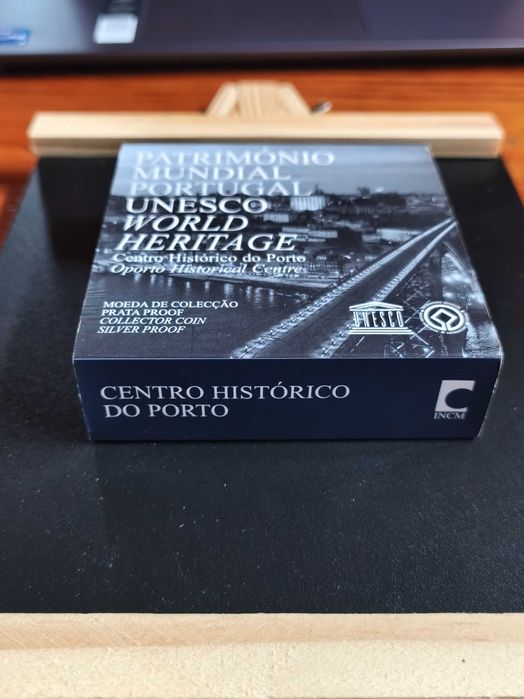 PATRIMÓNIO
MUNDIAL
PORTUGAL
UNESCO
WORLD
HERITAGE
Centro Histórico do Porto
Oporto Historical Centre
MOEDA DE COLECÇÃO
PRATA PROOF
COLLECTOR COIN
SILVER PROOF
UNESCO
CENTRO HISTÓRICO
DO PORTO
INCM